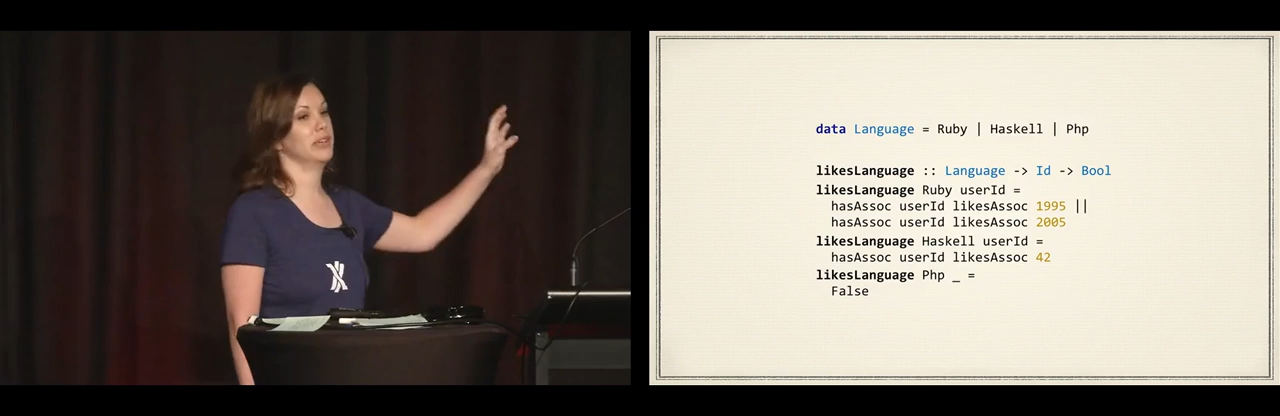 data Language = Ruby | Haskell | Php
likesLanguage :: Language -> Id -> Bool
likesLanguage Ruby userId =
hasAssoc userId likesAssoc 1995 ||
hasAssoc userId likesAssoc 2005
likesLanguage Haskell userId =
hasAssoc userId likesAssoc 42
likesLanguage Php _ =
False